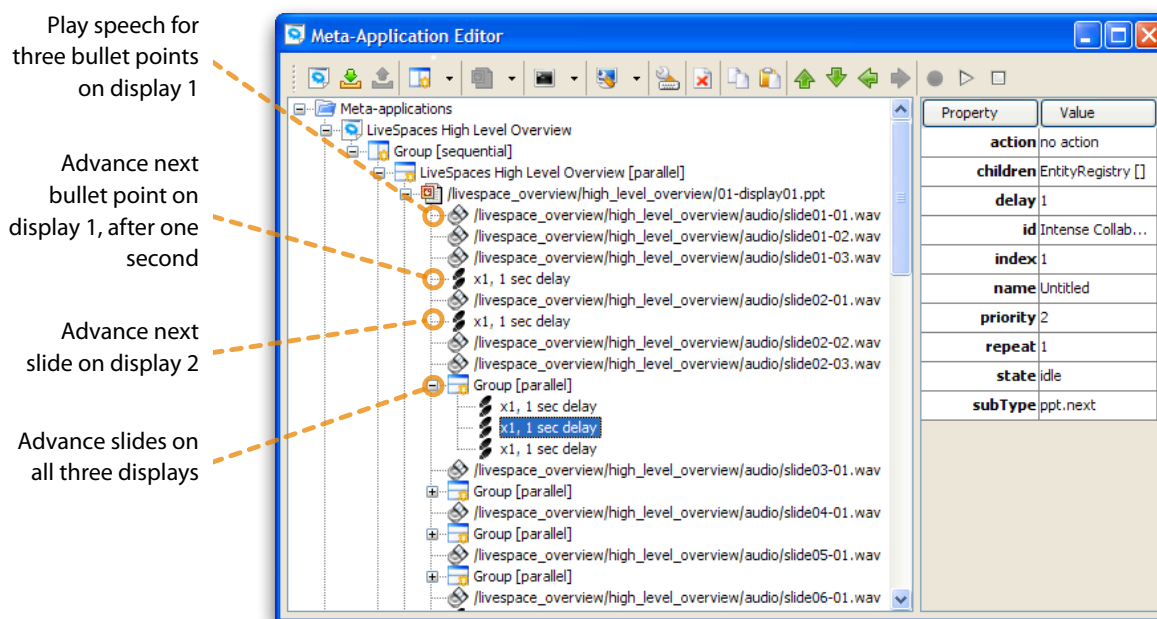 Play speech for
three bullet points
on display 1
Advance next
bullet point on
display 1, after one
second
Advance next
slide on display 2
Advance slides on
all three displays
Meta-Application Editor
Meta-applications
LiveSpaces High Level Overview
Group [sequential]
LiveSpaces High Level Overview [parallel]
/livespace_overview/high_level_overview/01-display01.ppt
/livespace_overview/high_level_overview/audio/slide01-01.wav
/livespace_overview/high_level_overview/audio/slide01-02.wav
/livespace_overview/high_level_overview/audio/slide01-03.wav
x1, 1 sec delay
/livespace_overview/high_level_overview/audio/slide02-01.wav
x1, 1 sec delay
/livespace_overview/high_level_overview/audio/slide02-02.wav
/livespace_overview/high_level_overview/audio/slide02-03.wav
Group [parallel]
x1, 1 sec delay
x1, 1 sec delay
x1, 1 sec delay
/livespace_overview/high_level_overview/audio/slide03-01.wav
Group [parallel]
/livespace_overview/high_level_overview/audio/slide04-01.wav
Group [parallel]
/livespace_overview/high_level_overview/audio/slide05-01.wav
Group [parallel]
/livespace_overview/high_level_overview/audio/slide06-01.wav
Property Value
action no action
children EntityRegistry []
delay 1
id Intense Collab...
index 1
name Untitled
priority 2
repeat 1
state idle
subType ppt.next